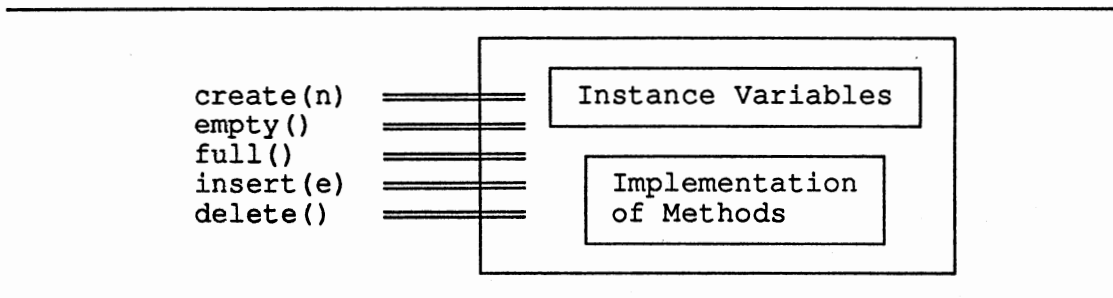 create(n)
empty()
full()
insert(e)
delete()
Instance Variables
Implementation
of Methods